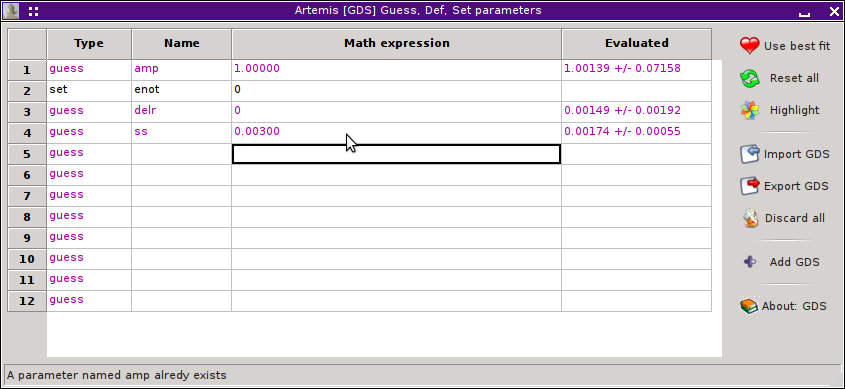 Artemis [GDS] Guess, Def, Set parameters
Type Name Math expression Evaluated
1 guess amp 1.00000 1.00139 +/- 0.07158
2 set enot 0
3 guess delr 0 0.00149 +/- 0.00192
4 guess ss 0.00300 0.00174 +/- 0.00055
5 guess
6 guess
7 guess
8 guess
9 guess
10 guess
11 guess
12 guess
Use best fit
Reset all
Highlight
Import GDS
Export GDS
Discard all
Add GDS
About: GDS
A parameter named amp alredy exists